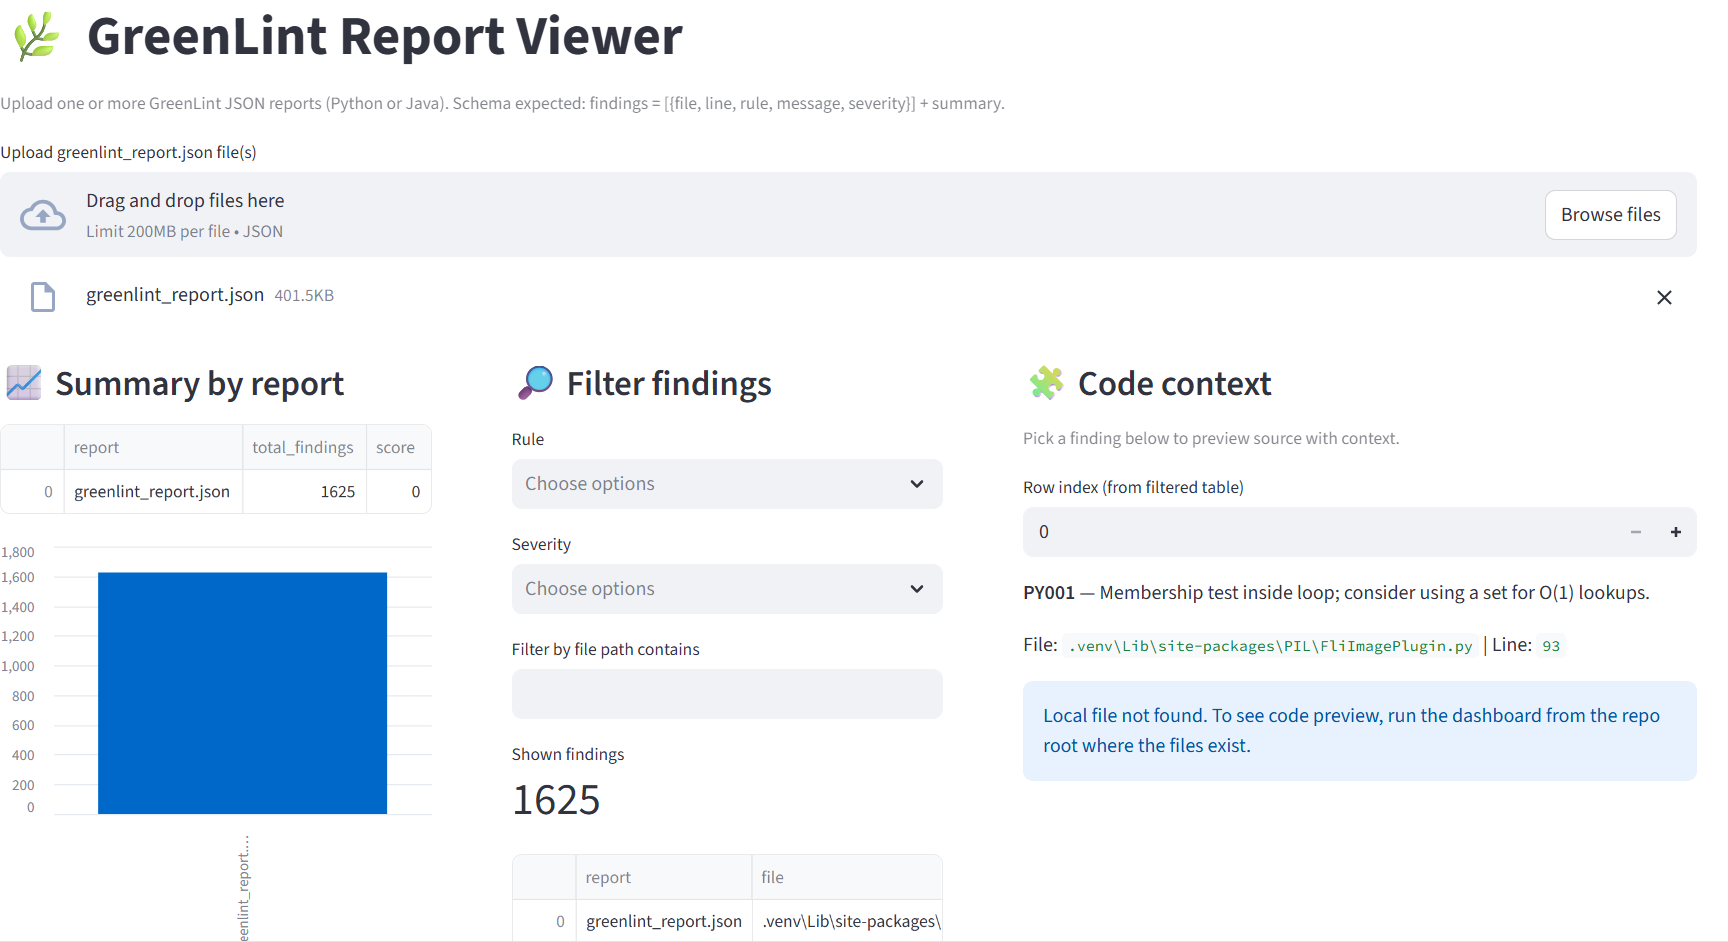 GreenLint Report Viewer
Upload one or more GreenLint JSON reports (Python or Java). Schema expected: findings = [{file, line, rule, message, severity}] + summary.
Upload greenlint_report.json file(s)
Drag and drop files here
Limit 200MB per file • JSON
Browse files
greenlint_report.json 401.5KB
Summary by report
report total_findings score
0 greenlint_report.json 1625 0
1,800
1,600
1,400
1,200
1,000
800
600
400
200
0
eenlint_report.…
Filter findings
Rule
Choose options
Severity
Choose options
Filter by file path contains
Shown findings
1625
report file
0 greenlint_report.json .venv\Lib\site-packages\
Code context
Pick a finding below to preview source with context.
Row index (from filtered table)
0
PY001 — Membership test inside loop; consider using a set for O(1) lookups.
File: .venv\Lib\site-packages\PIL\FliImagePlugin.py | Line: 93
Local file not found. To see code preview, run the dashboard from the repo
root where the files exist.